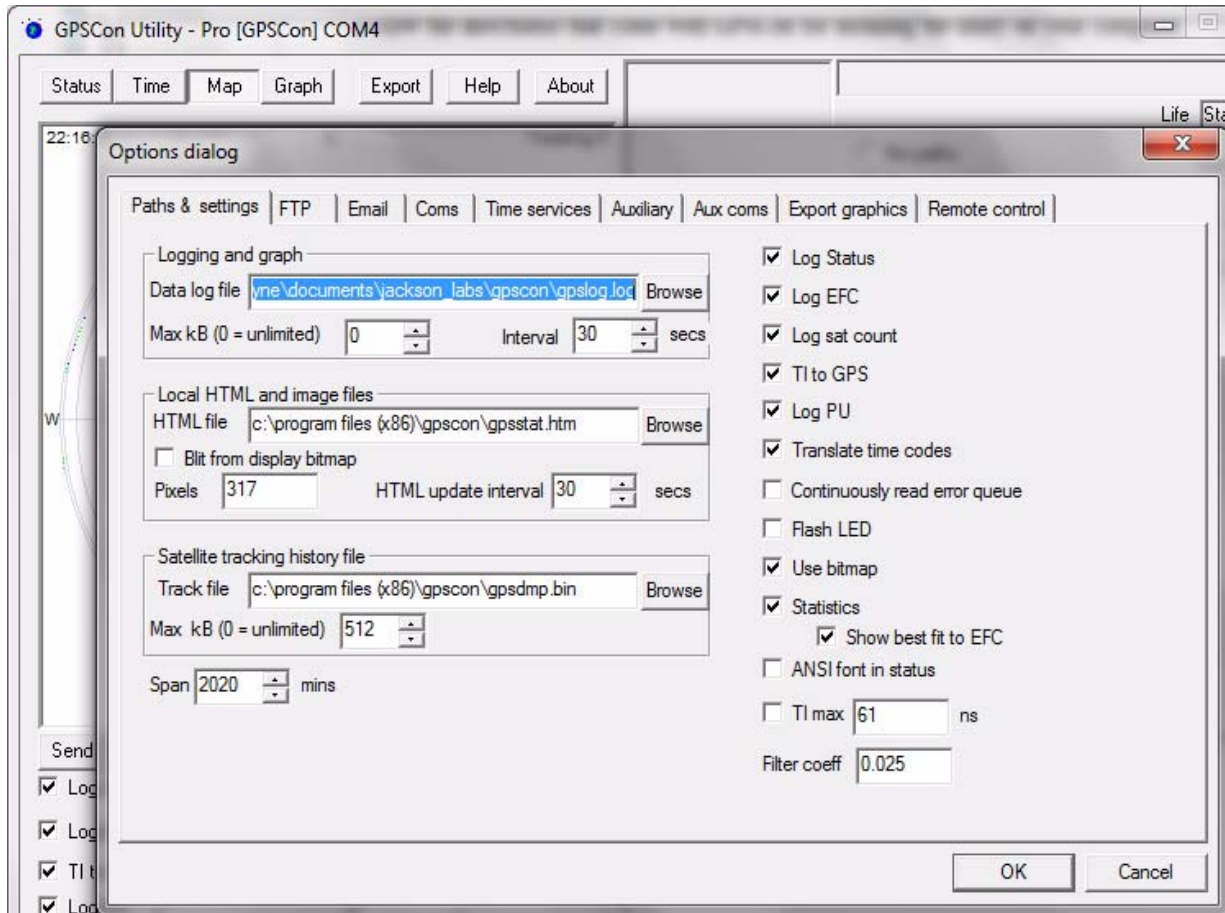 GPSCon Utility - Pro [GPSCon] COM4
Status Time Map Graph Export Help About
Life Sta
22:16:
Options dialog
Paths & settings FTP Email Coms Time services Auxiliary Aux coms Export graphics Remote control
Logging and graph
Data log file yne\documents\jackson_labs\gpscon\gpslog.log Browse
Max kB (0 = unlimited) 0 Interval 30 secs
Local HTML and image files
HTML file c:\program files (x86)\gpscon\gpsstat.htm Browse
Blit from display bitmap
Pixels 317 HTML update interval 30 secs
Satellite tracking history file
Track file c:\program files (x86)\gpscon\gpsdmp.bin Browse
Max kB (0 = unlimited) 512
Span 2020 mins
Log Status
Log EFC
Log sat count
TI to GPS
Log PU
Translate time codes
Continuously read error queue
Flash LED
Use bitmap
Statistics
Show best fit to EFC
ANSI font in status
TI max 61 ns
Filter coeff 0.025
OK Cancel
W
Send
Log
Log
TI t
Log